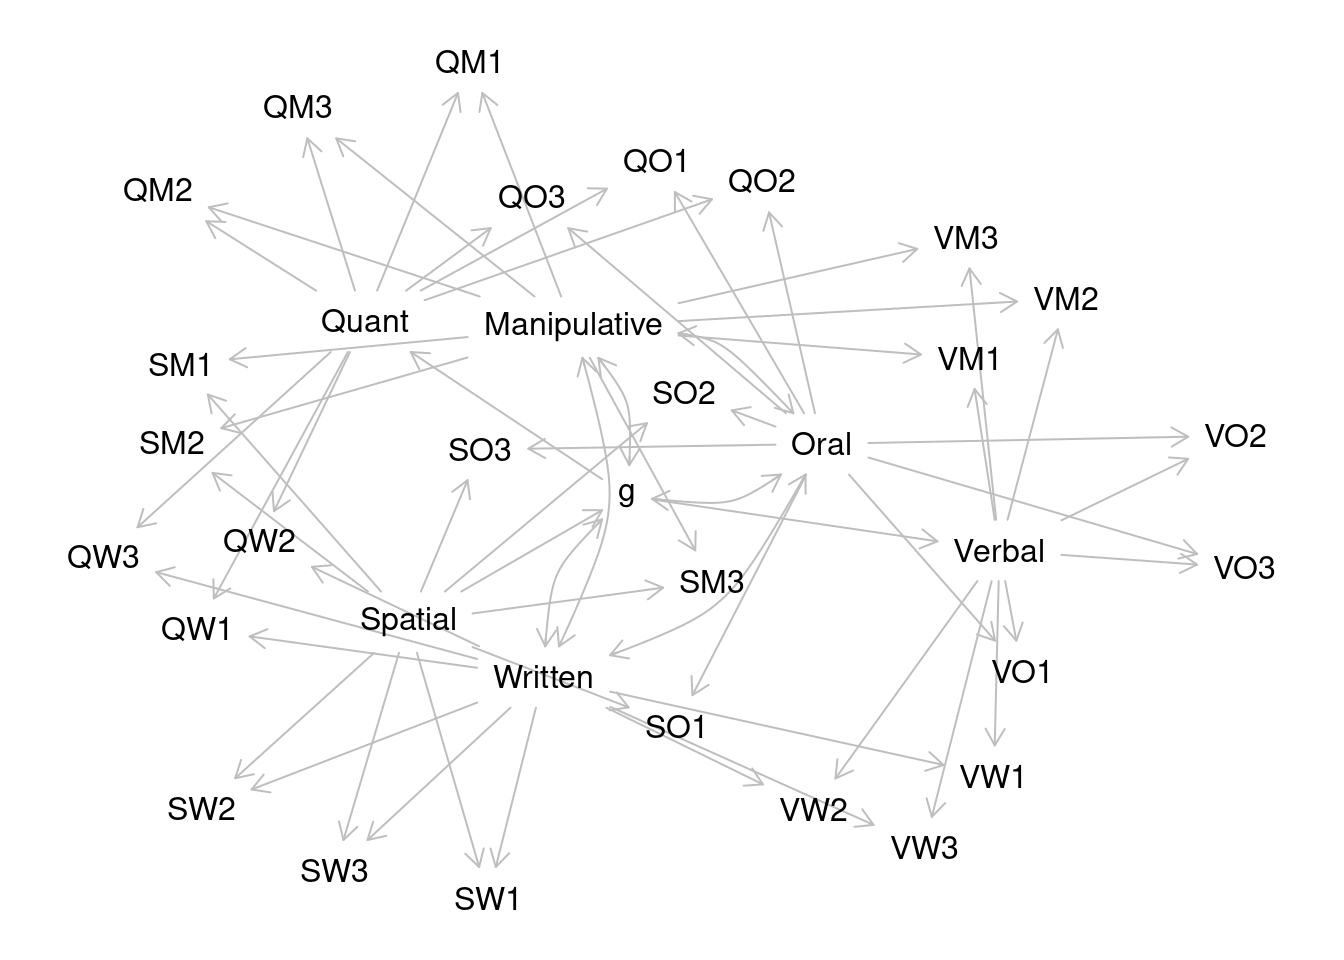 QM1
QM3
QO1
QO2
QM2
QO3
VM3
VM2
Quant
Manipulative
VM1
SM1
SO2
VO2
SM2
Oral
SO3
g
QW2
Verbal
QW3
VO3
SM3
Spatial
QW1
VO1
Written
SO1
VW1
SW2
VW2
VW3
SW3
SW1